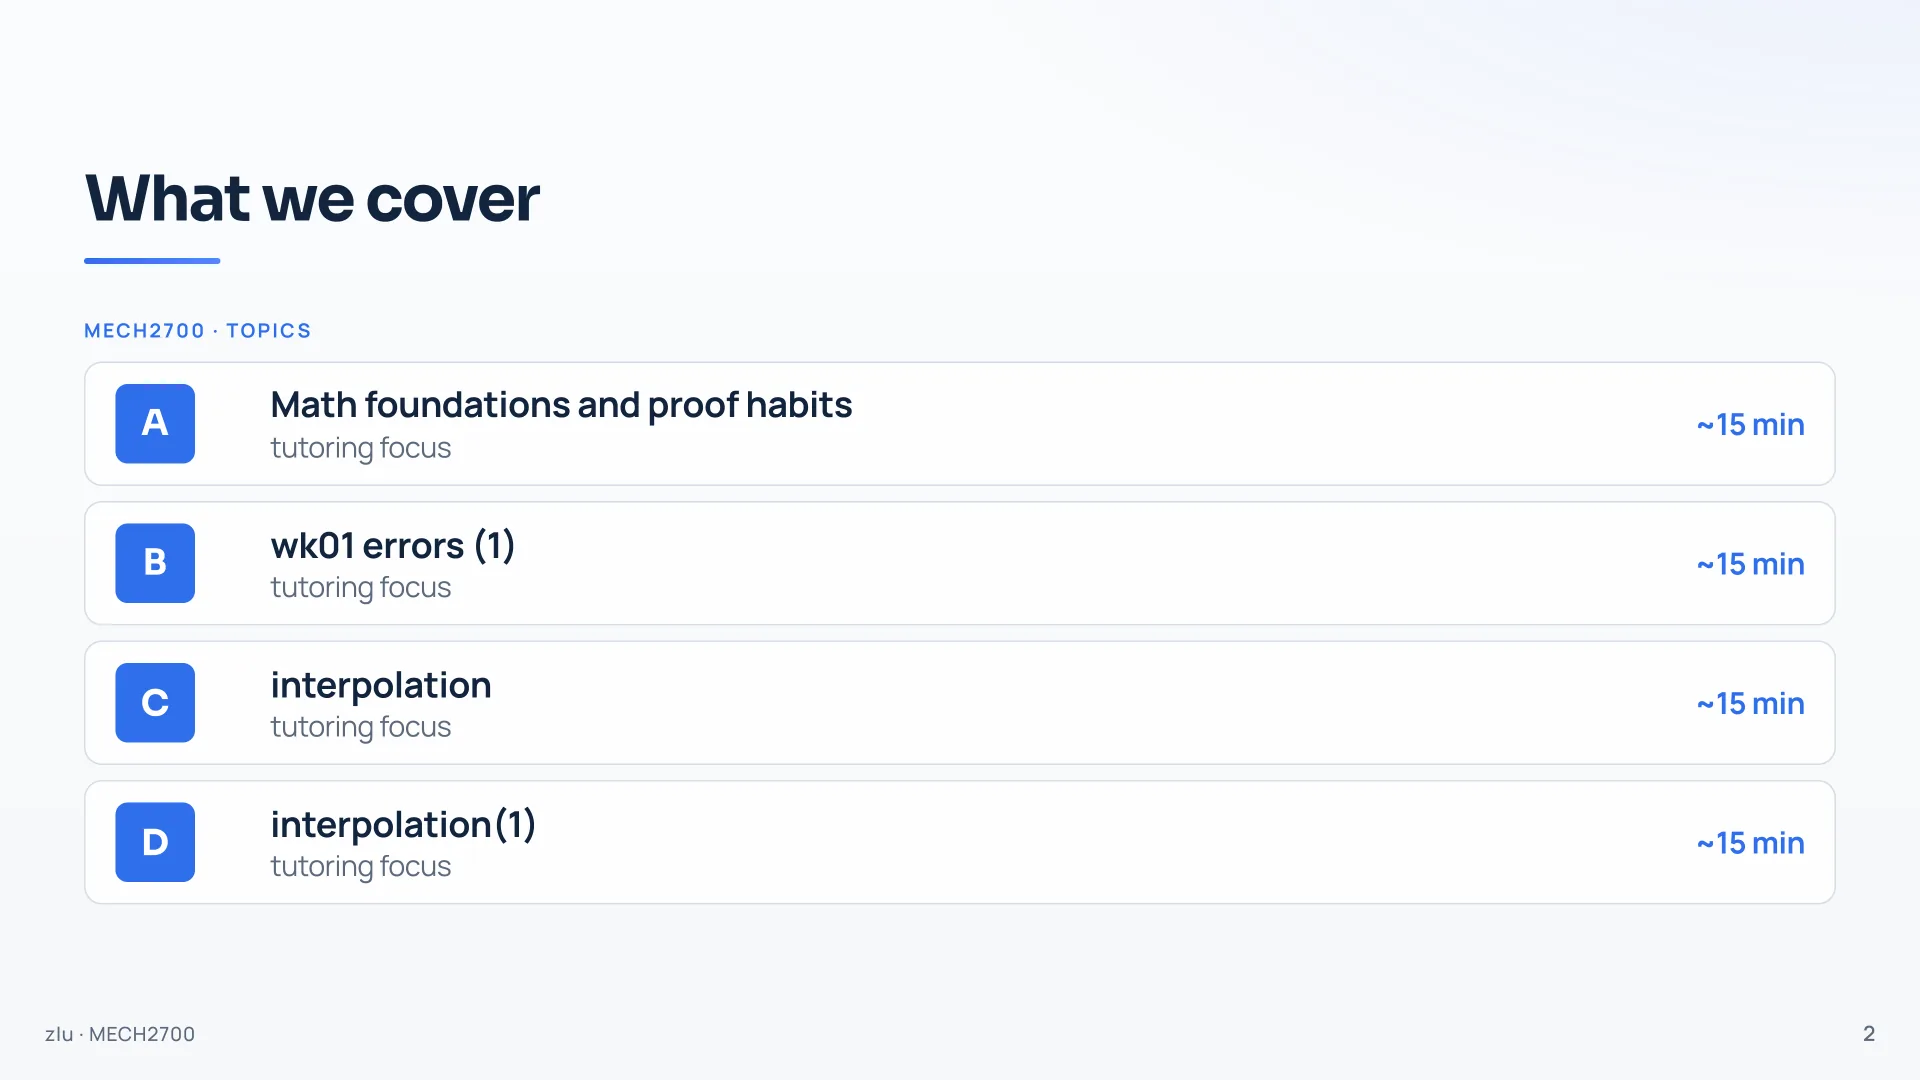 What we cover
MECH2700 · TOPICS
A
Math foundations and proof habits
tutoring focus
~15 min
B
wk01 errors (1)
tutoring focus
~15 min
C
interpolation
tutoring focus
~15 min
D
interpolation(1)
tutoring focus
~15 min
zlu · MECH2700
2